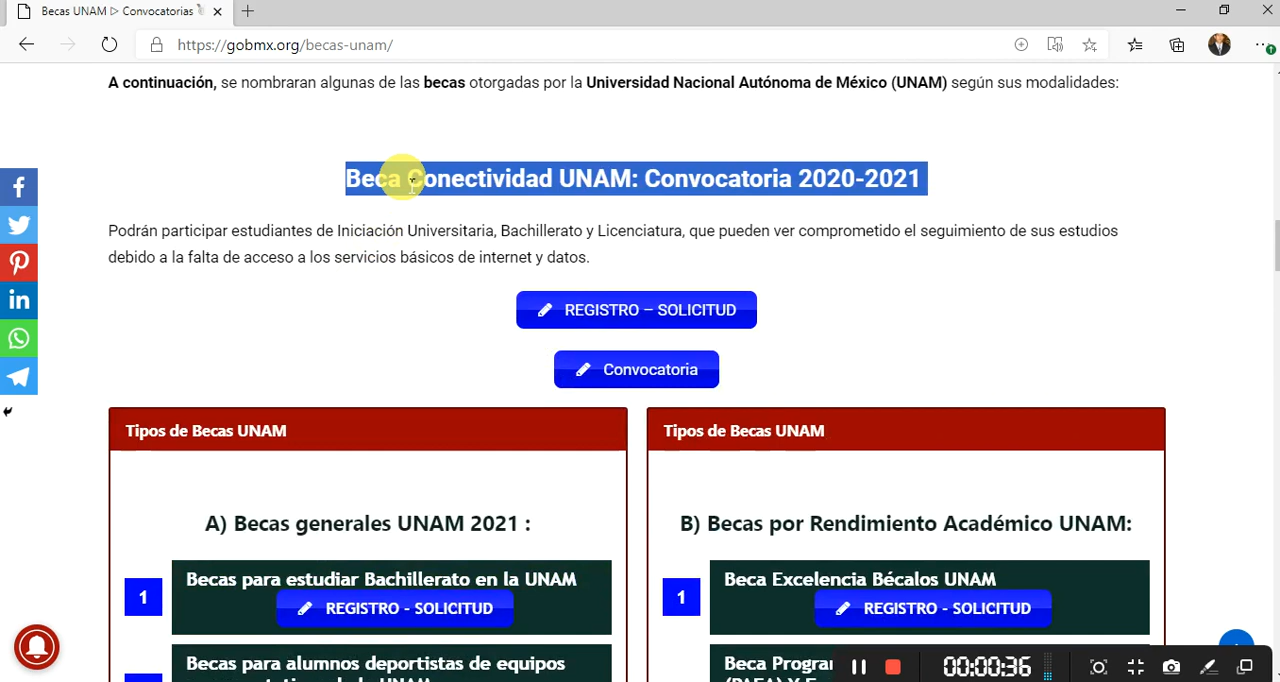 Becas UNAM ▷ Convocatorias
https://gobmx.org/becas-unam/
A continuación, se nombraran algunas de las becas otorgadas por la Universidad Nacional Autónoma de México (UNAM) según sus modalidades:
Beca Conectividad UNAM: Convocatoria 2020-2021
Podrán participar estudiantes de Iniciación Universitaria, Bachillerato y Licenciatura, que pueden ver comprometido el seguimiento de sus estudios
debido a la falta de acceso a los servicios básicos de internet y datos.
REGISTRO – SOLICITUD
Convocatoria
Tipos de Becas UNAM
A) Becas generales UNAM 2021 :
1
Becas para estudiar Bachillerato en la UNAM
REGISTRO - SOLICITUD
Becas para alumnos deportistas de equipos
de la UNAM
Tipos de Becas UNAM
B) Becas por Rendimiento Académico UNAM:
1
Beca Excelencia Bécalos UNAM
REGISTRO - SOLICITUD
Beca
00:00:36